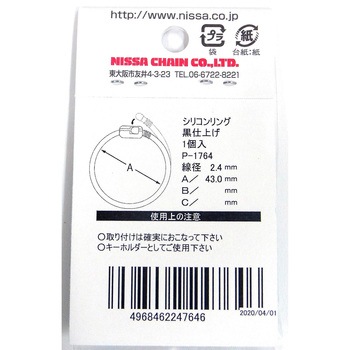 http://www.nissa.co.jp
プラ
袋
紙
台紙:紙
NISSA CHAIN CO.,LTD.
東大阪市友井4-3-23 TEL.06-6722-8221
シリコンリング
黒仕上げ
1個入
P-1764
線径 2.4 mm
A/ 43.0 mm
B/ mm
C/ mm
A
使用上の注意
○取り付けは確実におこなって下さい
○キーホルダーとしてご使用下さい
4968462247646
2020/04/01